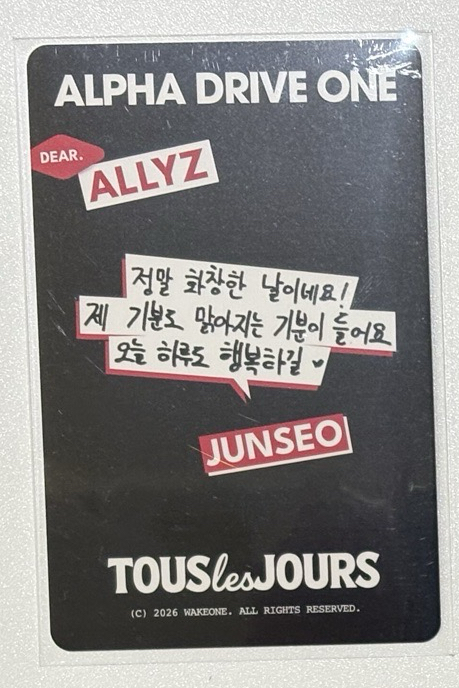 ALPHA DRIVE ONE
DEAR.
ALLYZ
정말 화창한 날이네요!
제 기분도 맑아지는 기분이 들어요
오늘 하루도 행복하길 ♥
JUNSEO
TOUS les JOURS
(C) 2026 WAKEONE. ALL RIGHTS RESERVED.